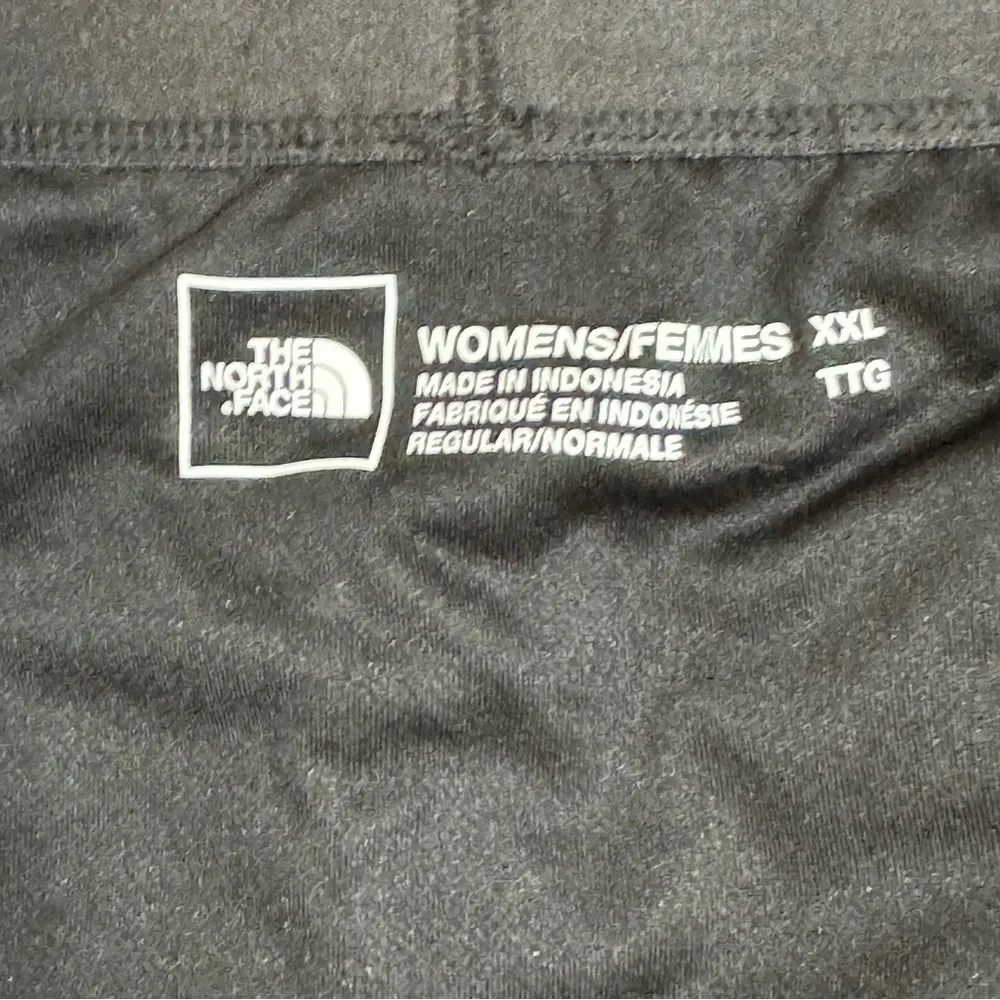 THE
NORTH
FACE
WOMENS/FEMMES XXL
TTG
MADE IN INDONESIA
FABRIQUÉ EN INDONÉSIE
REGULAR/NORMALE